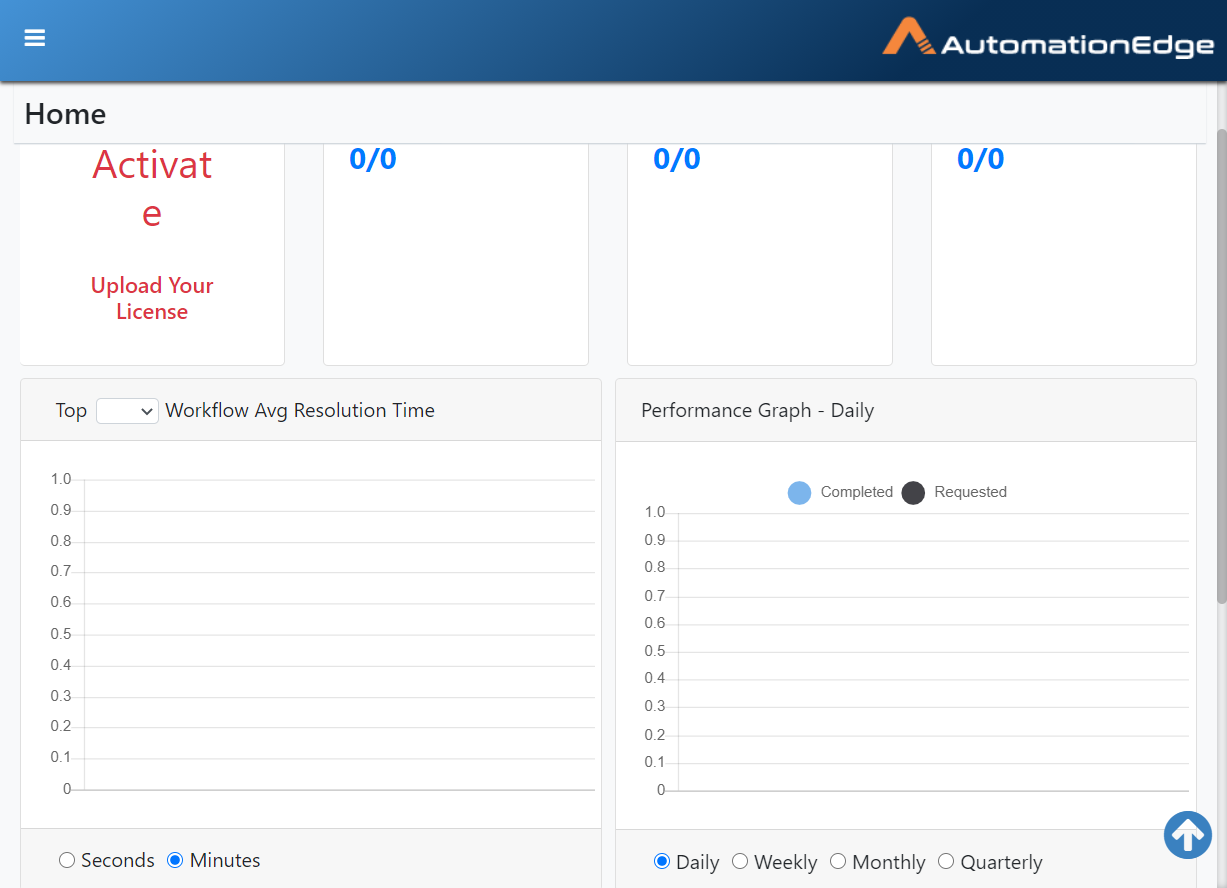 AutomationEdge
Home
Activat
e
Upload Your
License
0/0
0/0
0/0
Top Workflow Avg Resolution Time
1.0
0.9
0.8
0.7
0.6
0.5
0.4
0.3
0.2
0.1
0
Seconds Minutes
Performance Graph - Daily
Completed Requested
1.0
0.9
0.8
0.7
0.6
0.5
0.4
0.3
0.2
0.1
0
Daily Weekly Monthly Quarterly